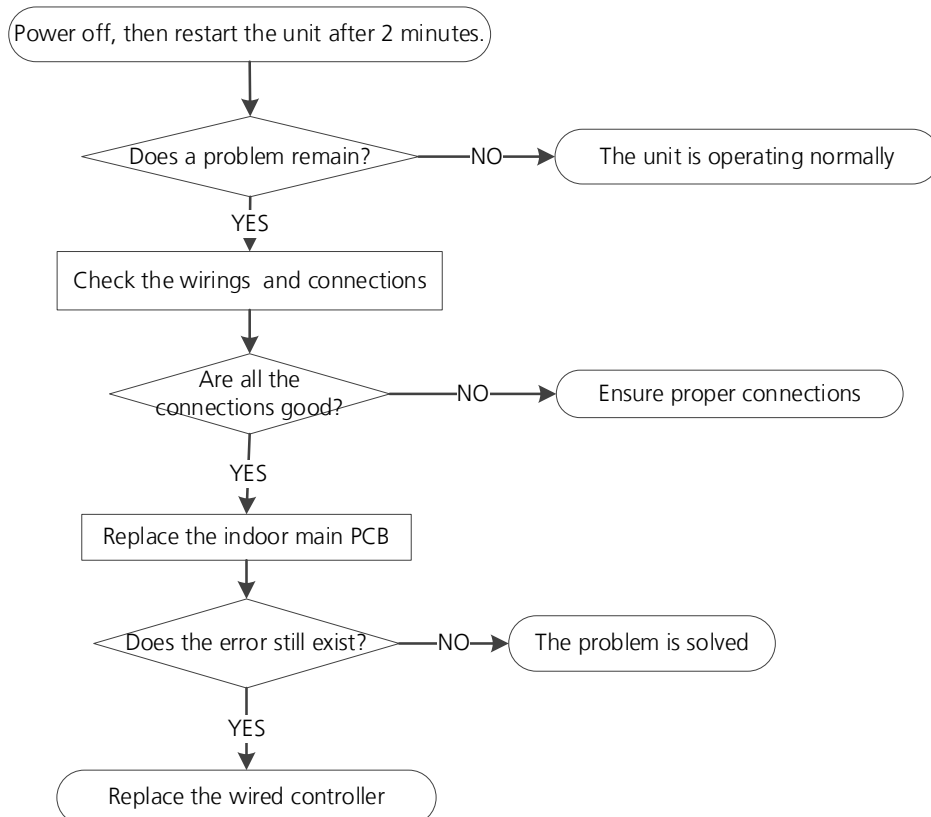 Power off, then restart the unit after 2 minutes.
Does a problem remain?
NO
The unit is operating normally
YES
Check the wirings and connections
Are all the
connections good?
NO
Ensure proper connections
YES
Replace the indoor main PCB
Does the error still exist?
NO
The problem is solved
YES
Replace the wired controller